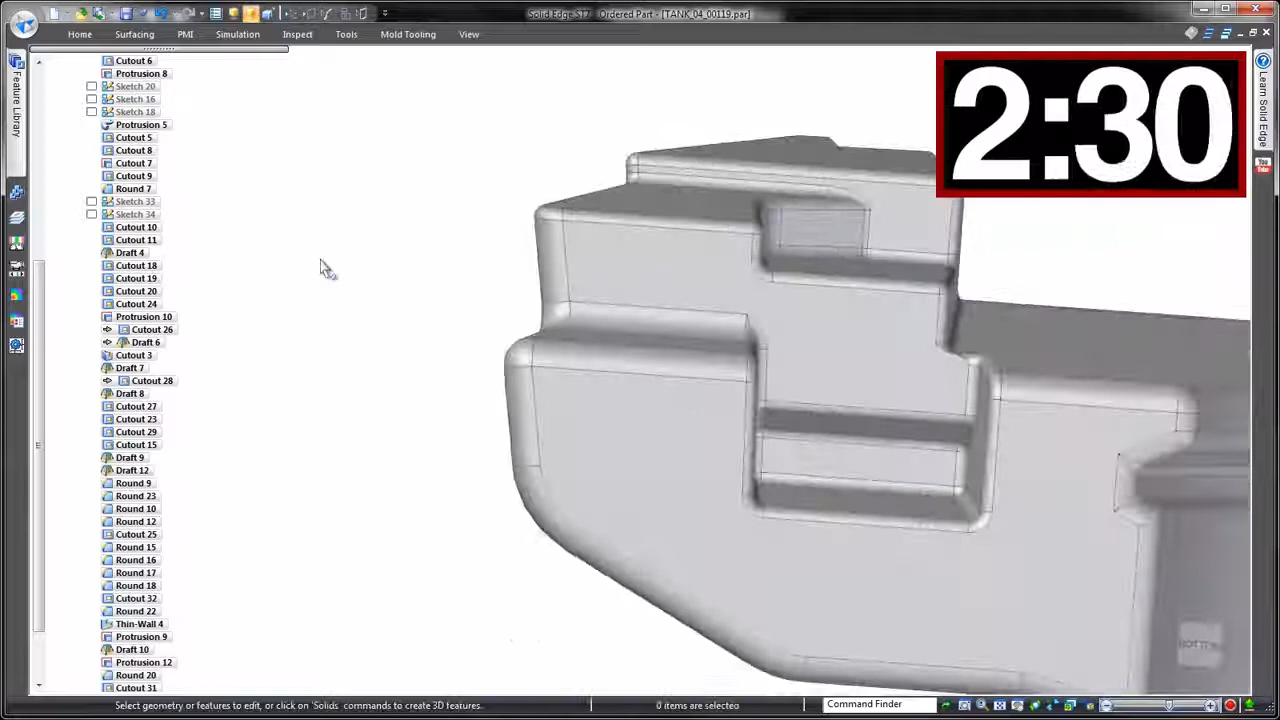 Solid Edge ST7 - Ordered Part - [TANK_04_00119.par]
Home Surfacing PMI Simulation Inspect Tools Mold Tooling View
Feature Library
Learn Solid Edge
You Tube
2:30
Cutout 6
Protrusion 8
Sketch 20
Sketch 16
Sketch 18
Protrusion 5
Cutout 5
Cutout 8
Cutout 7
Cutout 9
Round 7
Sketch 33
Sketch 34
Cutout 10
Cutout 11
Draft 4
Cutout 18
Cutout 19
Cutout 20
Cutout 24
Protrusion 10
Cutout 26
Draft 6
Cutout 3
Draft 7
Cutout 28
Draft 8
Cutout 27
Cutout 23
Cutout 29
Cutout 15
Draft 9
Draft 12
Round 9
Round 23
Round 10
Round 12
Cutout 25
Round 15
Round 16
Round 17
Round 18
Cutout 32
Round 22
Thin-Wall 4
Protrusion 9
Draft 10
Protrusion 12
Round 20
Cutout 31
Select geometry or features to edit, or click on 'Solids' commands to create 3D features. 0 items are selected Command Finder